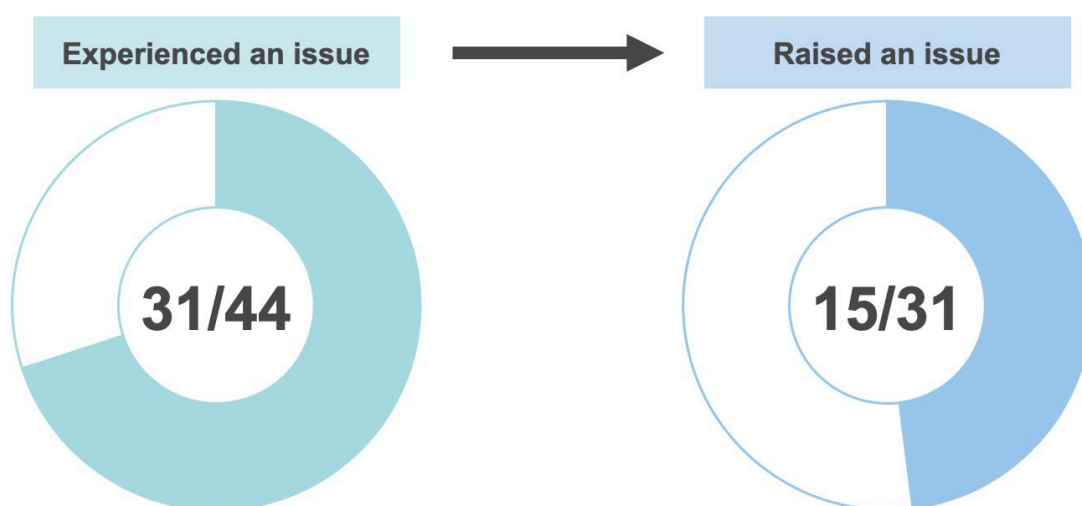 Experienced an issue
Raised an issue
31/44
15/31